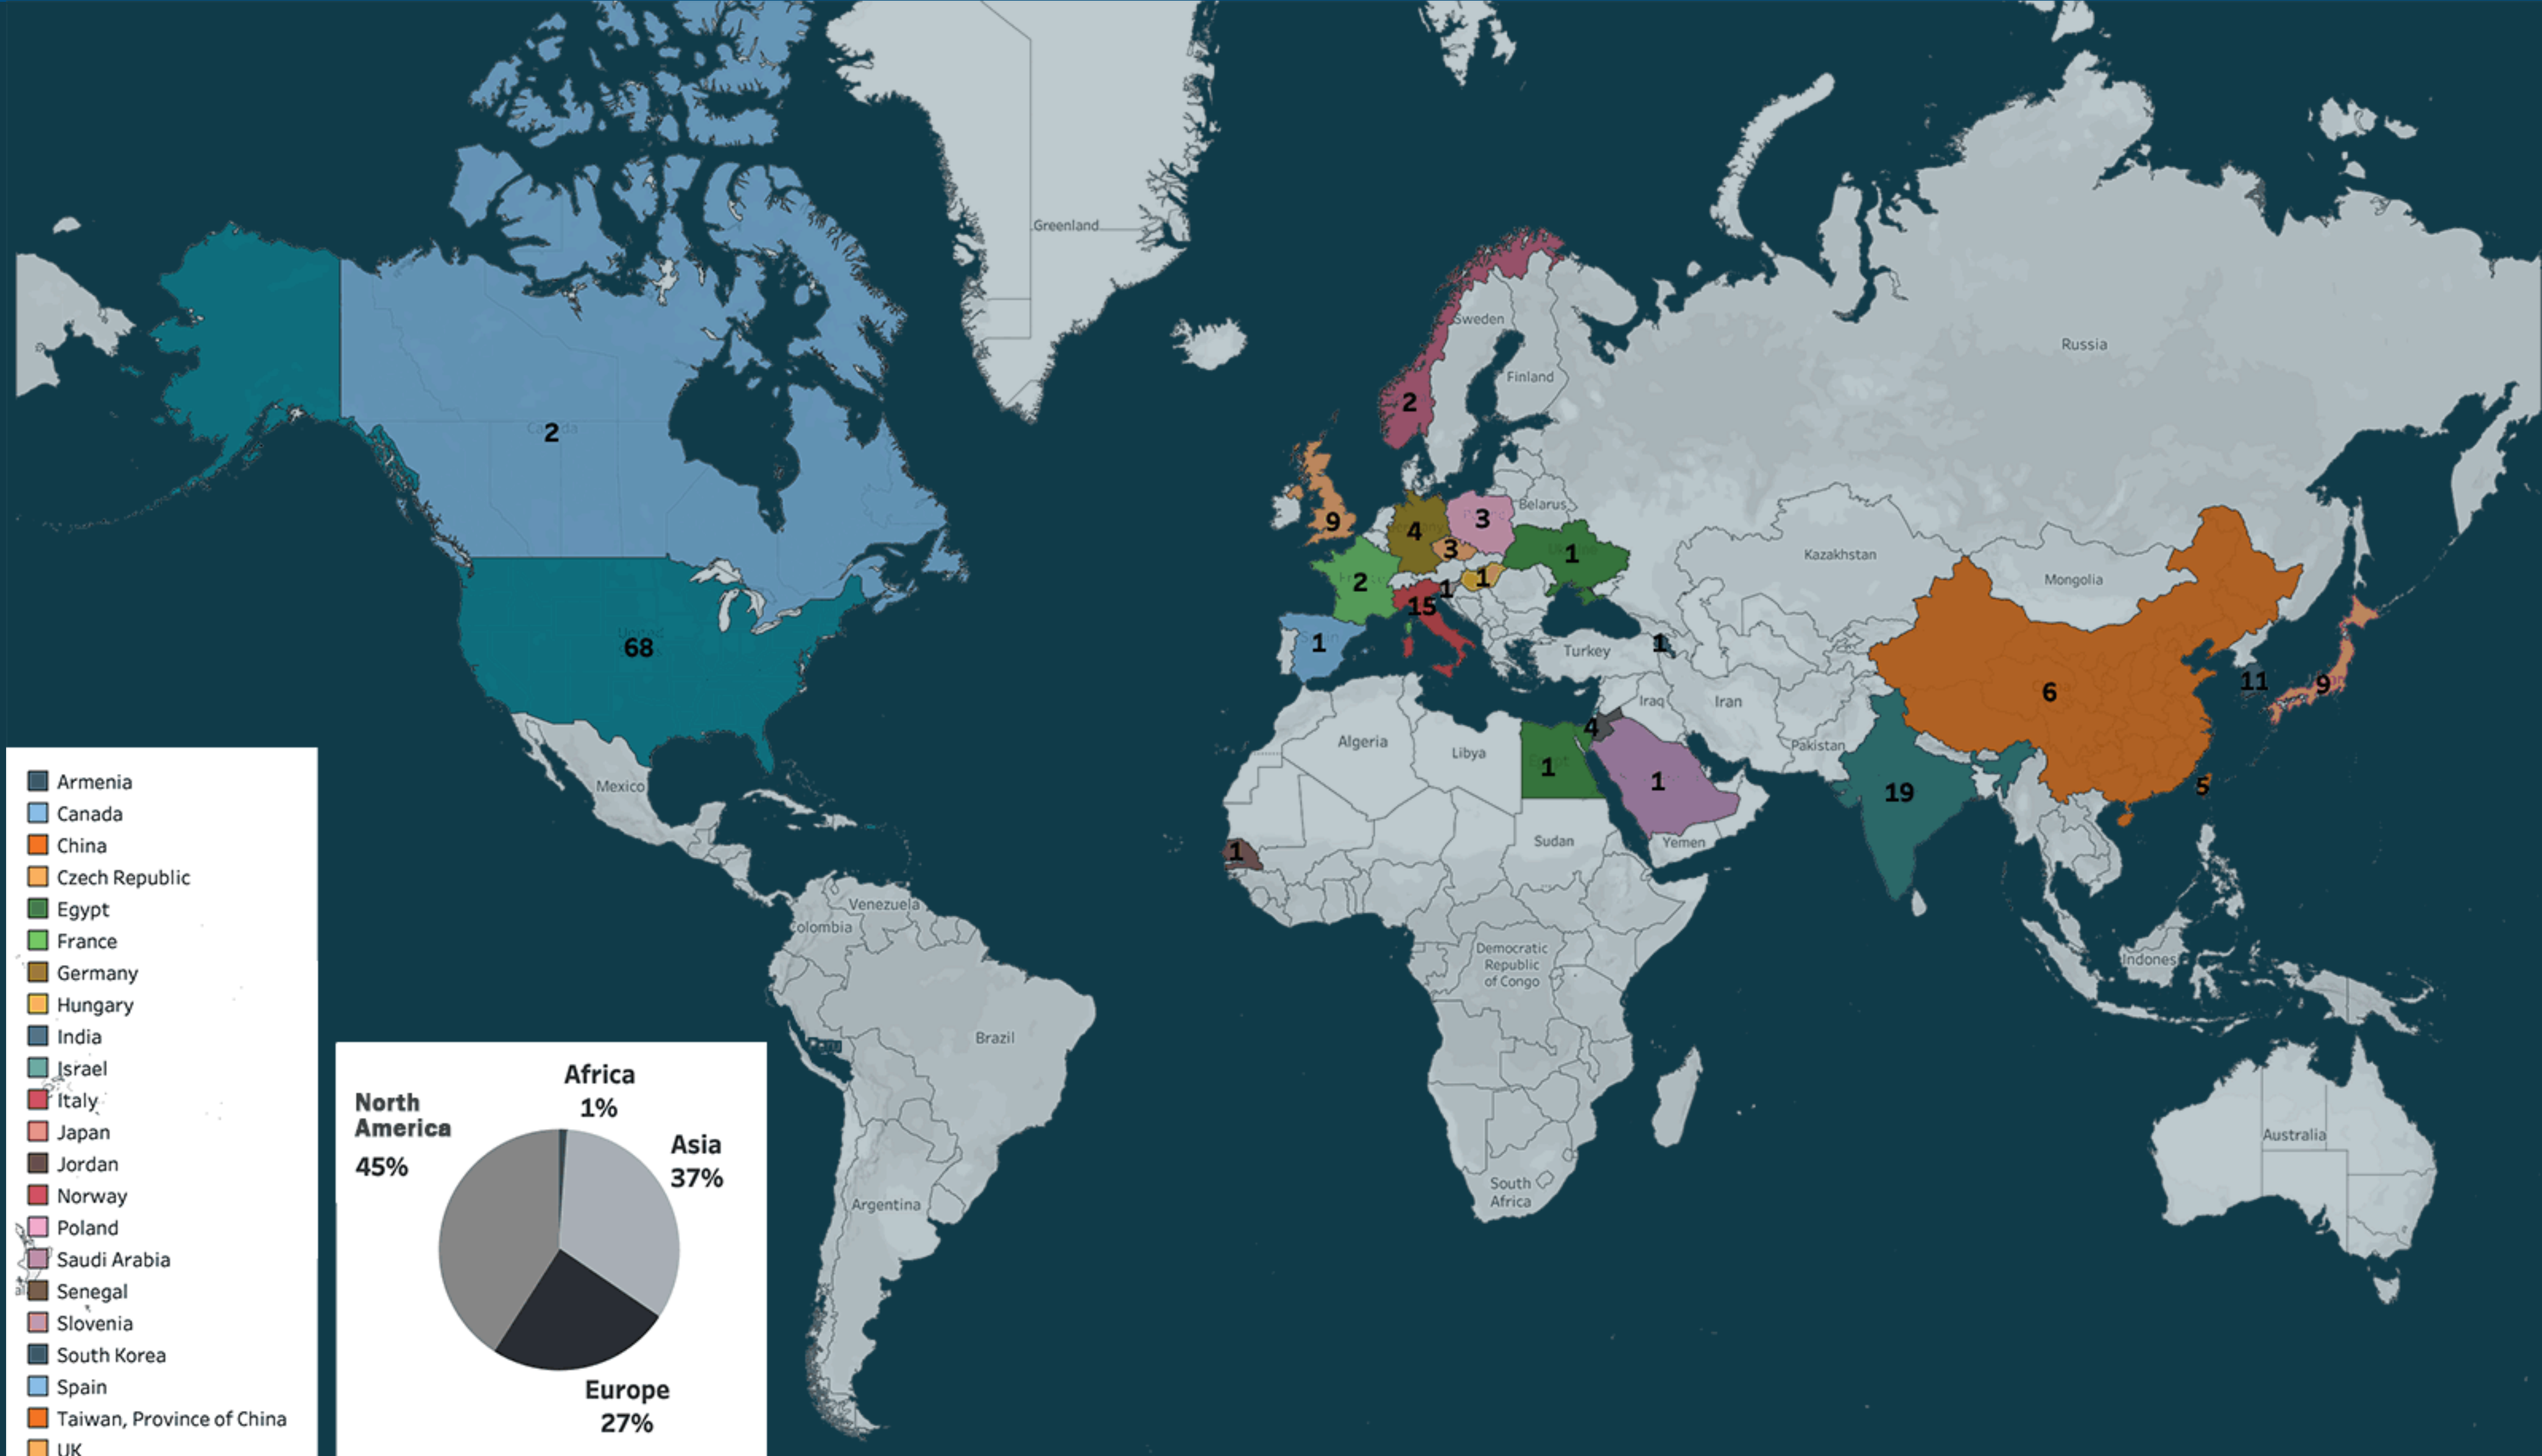 Greenland
Sweden
Russia
Finland
2
2
Belarus
9
4
3
3
1
Kazakhstan
Mongolia
2
1
1
15
68
1
Turkey
1
6
11
9
Iraq
Iran
4
Algeria
Libya
Pakistan
Egypt
1
1
Mexico
19
5
Sudan
Yemen
1
Venezuela
olombia
Democratic
Republic
of Congo
Indones
Brazil
Peru
Australia
South
Africa
Argentina
Armenia
Canada
China
Czech Republic
Egypt
France
Germany
Hungary
India
Israel
Italy
Japan
Jordan
Norway
Poland
Saudi Arabia
Senegal
Slovenia
South Korea
Spain
Taiwan, Province of China
UK
Africa
1%
North
America
45%
Asia
37%
Europe
27%